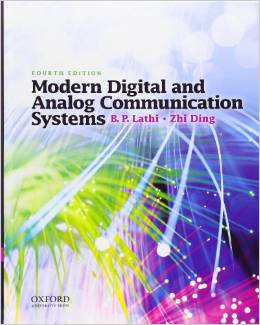 FOURTH EDITION
Modern Digital and
Analog Communication
Systems B. P. Lathi • Zhi Ding
OXFORD
UNIVERSITY PRESS